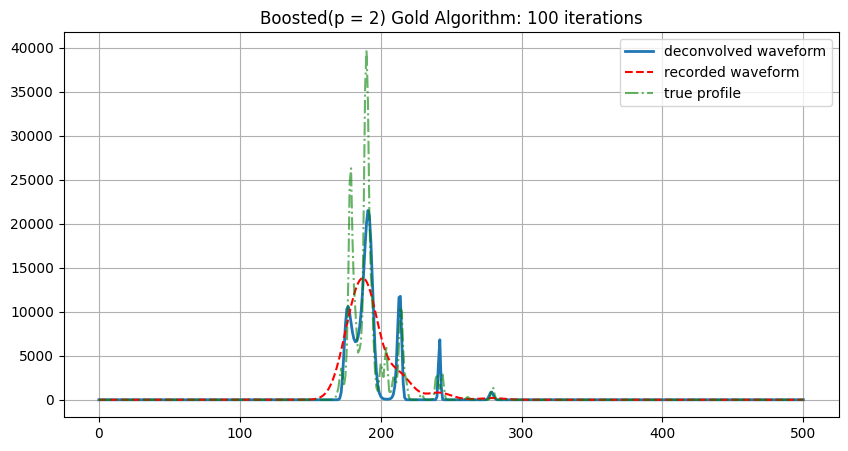 Boosted(p = 2) Gold Algorithm: 100 iterations
deconvolved waveform
recorded waveform
true profile
40000
35000
30000
25000
20000
15000
10000
5000
0
0 100 200 300 400 500